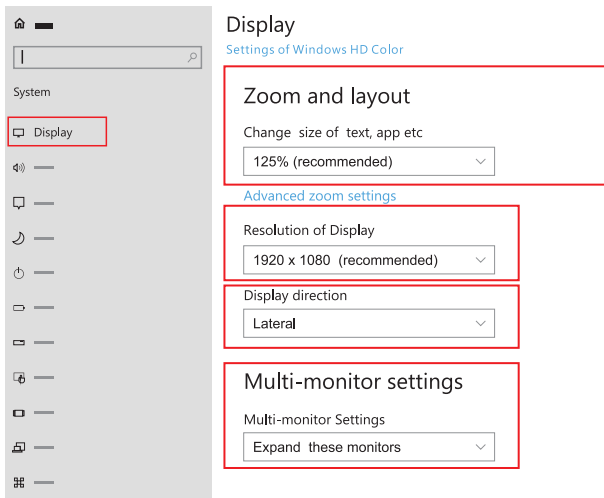 System
Display
Display
Settings of Windows HD Color
Zoom and layout
Change size of text, app etc
125% (recommended)
Advanced zoom settings
Resolution of Display
1920 x 1080 (recommended)
Display direction
Lateral
Multi-monitor settings
Multi-monitor Settings
Expand these monitors